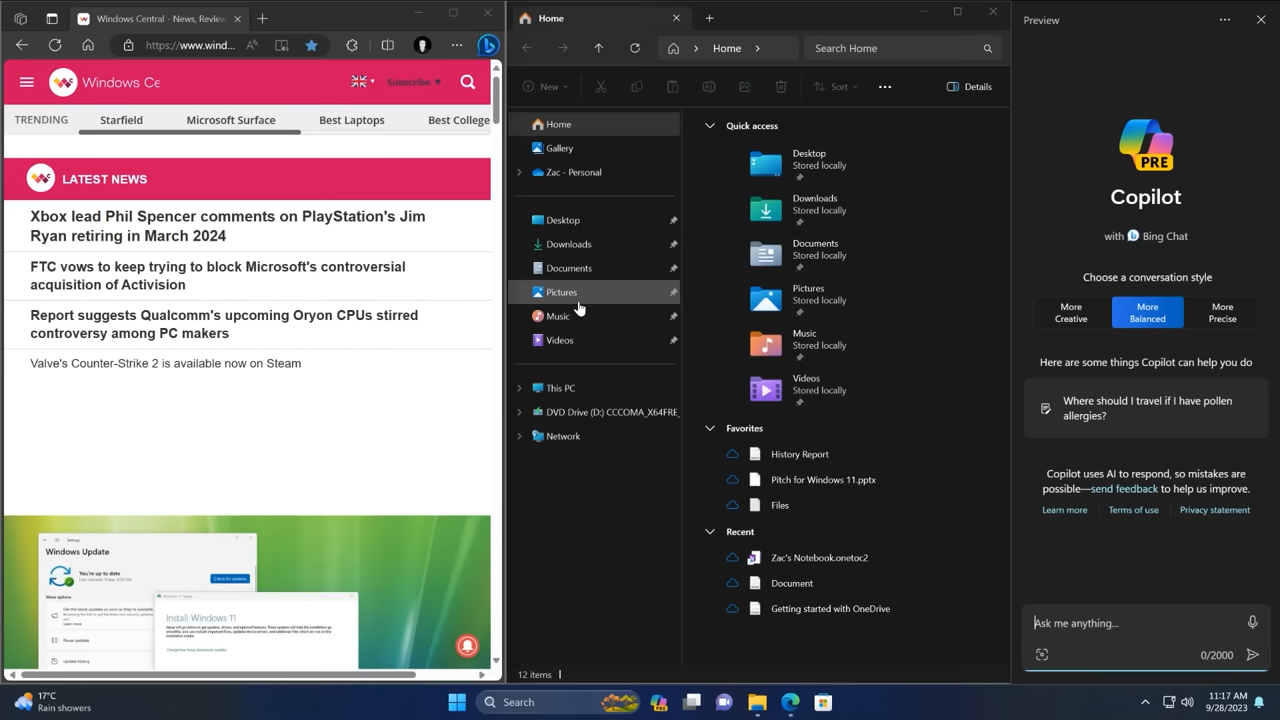 Windows Central - News, Review
https://www.wind...
Windows Ce
Subscribe
TRENDING
Starfield
Microsoft Surface
Best Laptops
Best College
LATEST NEWS
Xbox lead Phil Spencer comments on PlayStation's Jim
Ryan retiring in March 2024
FTC vows to keep trying to block Microsoft's controversial
acquisition of Activision
Report suggests Qualcomm's upcoming Oryon CPUs stirred
controversy among PC makers
Valve's Counter-Strike 2 is available now on Steam
Settings
Windows Update
You're up to date
Last checked: Today,
Check for updates
More options
Pause updates
Update history
Install Windows 11
Home
Home
Search Home
New
Sort
Details
Home
Gallery
Zac - Personal
Desktop
Downloads
Documents
Pictures
Music
Videos
This PC
DVD Drive (D:) CCCOMA_X64FRE_
Network
Quick access
Desktop
Stored locally
Downloads
Stored locally
Documents
Stored locally
Pictures
Stored locally
Music
Stored locally
Videos
Stored locally
Favorites
History Report
Pitch for Windows 11.pptx
Files
Recent
Zac's Notebook.onetoc2
Document
Getting started with OneDrive
12 items
Preview
PRE
Copilot
with Bing Chat
Choose a conversation style
More
Creative
More
Balanced
More
Precise
Here are some things Copilot can help you do
Where should I travel if I have pollen
allergies?
Copilot uses AI to respond, so mistakes are
possible—send feedback to help us improve.
Learn more
Terms of use
Privacy statement
Ask me anything...
0/2000
17°C
Rain showers
Search
PRE
11:17 AM
9/28/2023